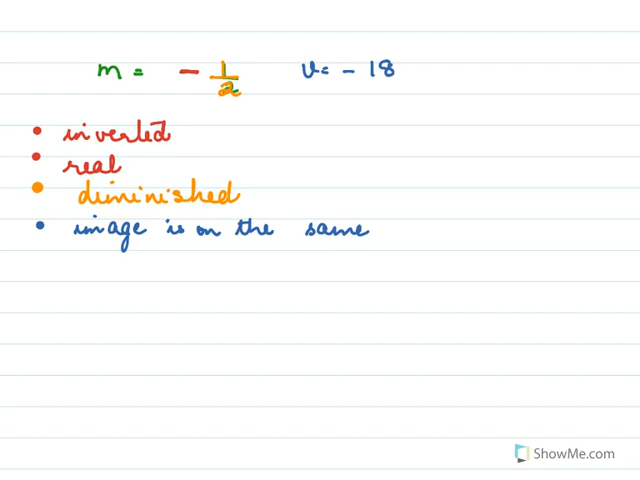 m = - 1/2 v= - 18
• inverted
• real
• diminished
• image is on the same
ShowMe.com